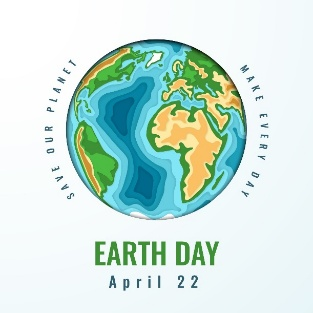 SAVE OUR PLANET
MAKE EVERY DAY
EARTH DAY
April 22